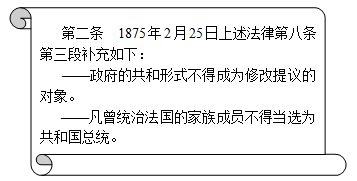 第二条 1875年2月25日上述法律第八条
第三段补充如下：
——政府的共和形式不得成为修改提议的
对象。
——凡曾统治法国的家族成员不得当选为
共和国总统。